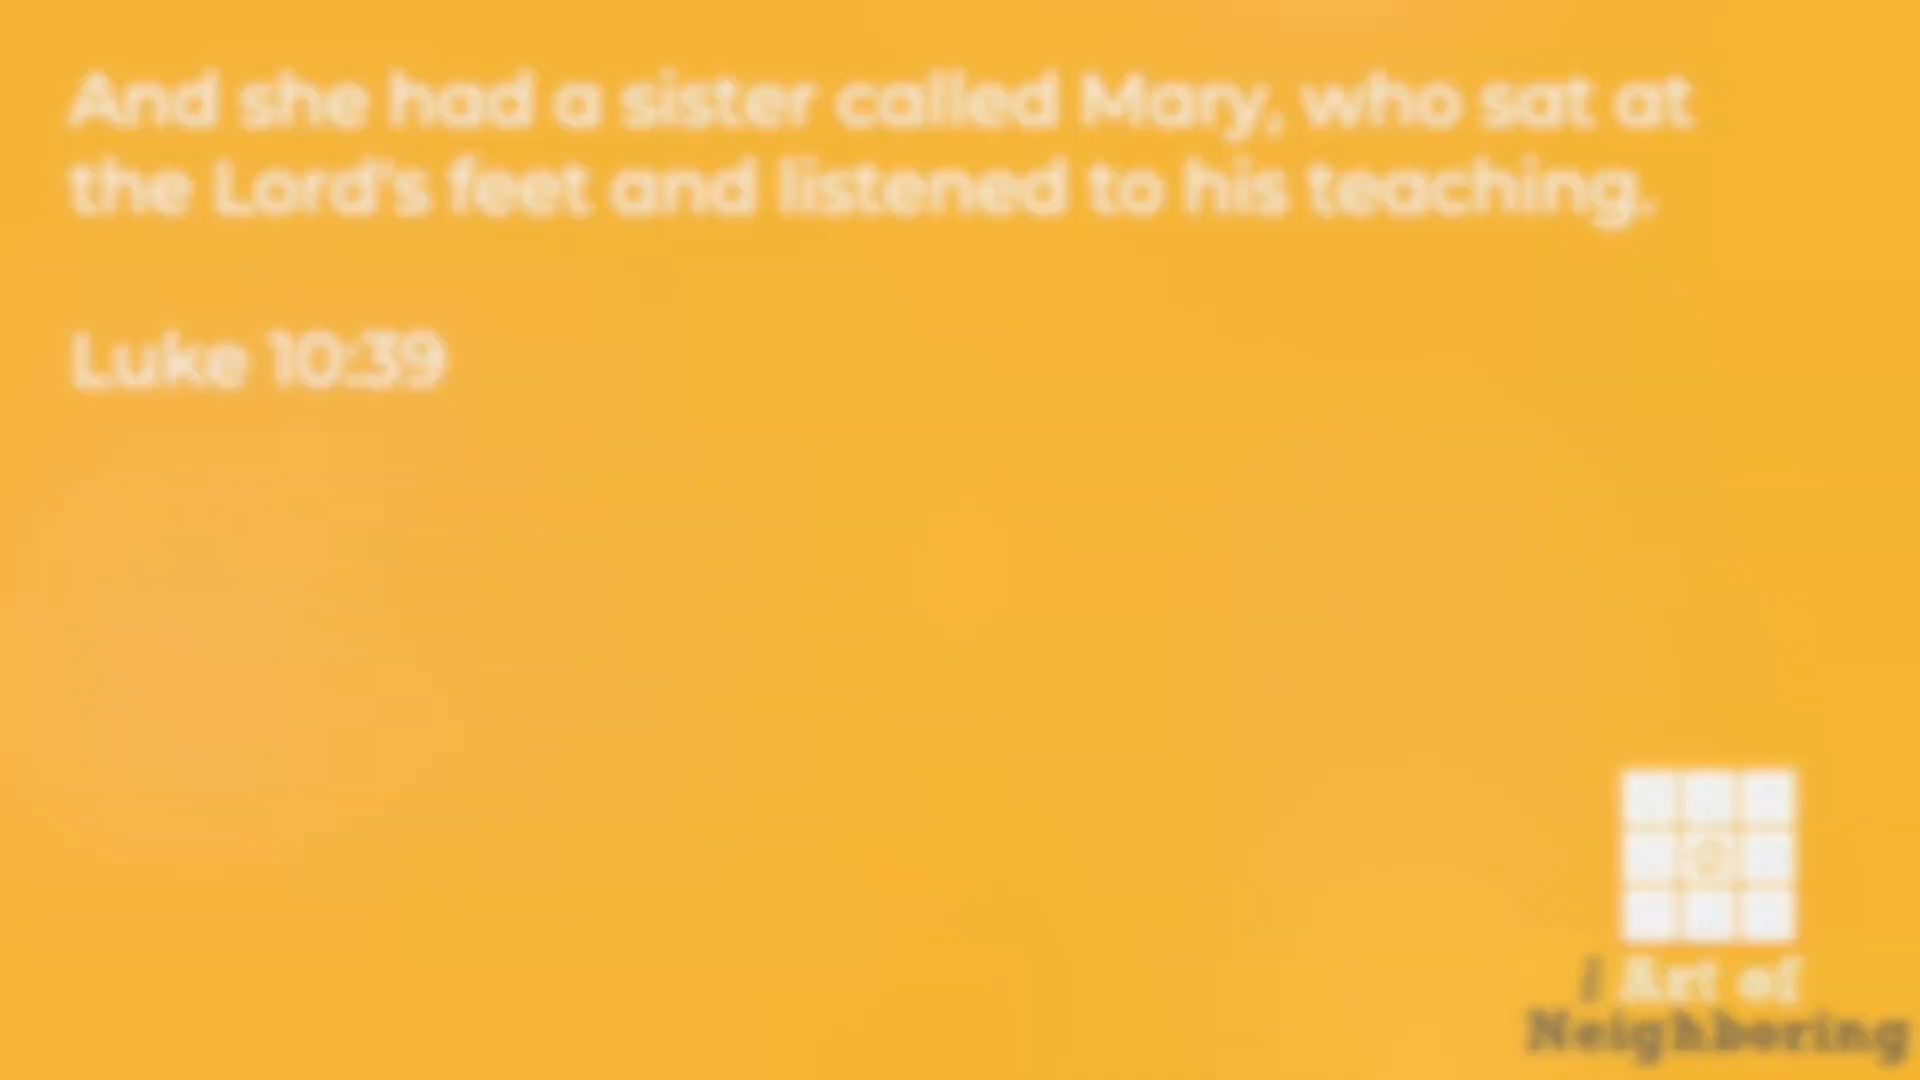 And she had a sister called Mary, who sat at
the Lord's feet and listened to his teaching.
Luke 10:39
Art of
Neighboring